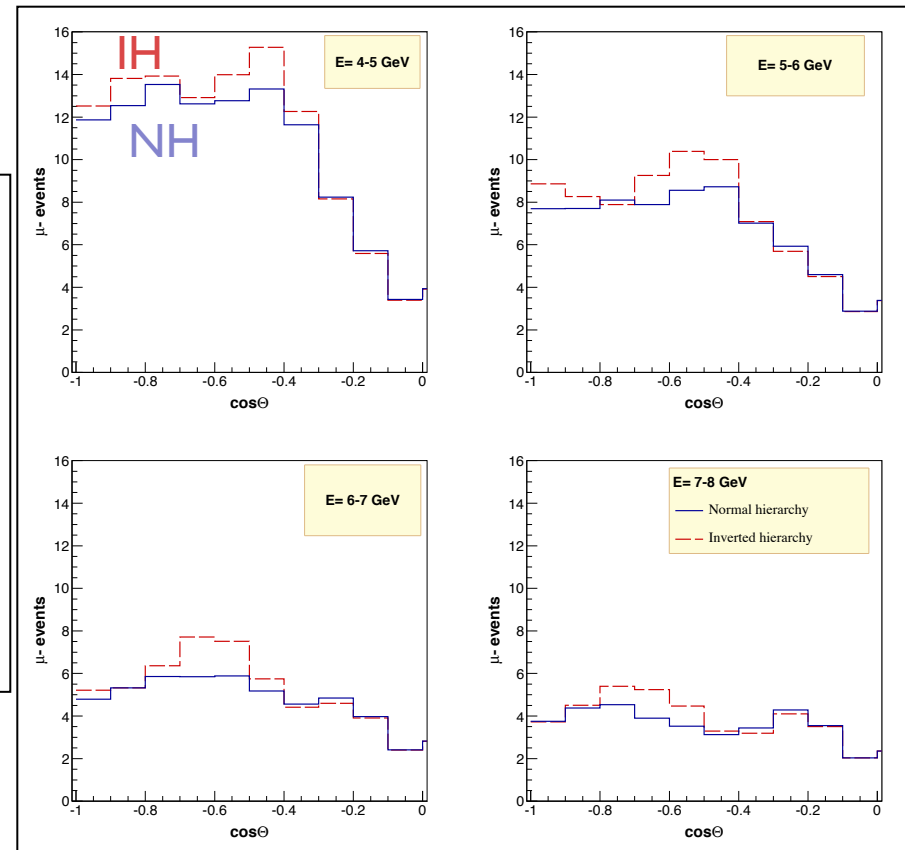 16
14
12
10
8
6
4
2
0
μ- events
IH
NH
E= 4-5 GeV
-1 -0.8 -0.6 -0.4 -0.2 0
cosΘ
16
14
12
10
8
6
4
2
0
μ- events
E= 5-6 GeV
-1 -0.8 -0.6 -0.4 -0.2 0
cosΘ
16
14
12
10
8
6
4
2
0
μ- events
E= 6-7 GeV
-1 -0.8 -0.6 -0.4 -0.2 0
cosΘ
16
14
12
10
8
6
4
2
0
μ- events
E= 7-8 GeV
Normal hierarchy
Inverted hierarchy
-1 -0.8 -0.6 -0.4 -0.2 0
cosΘ